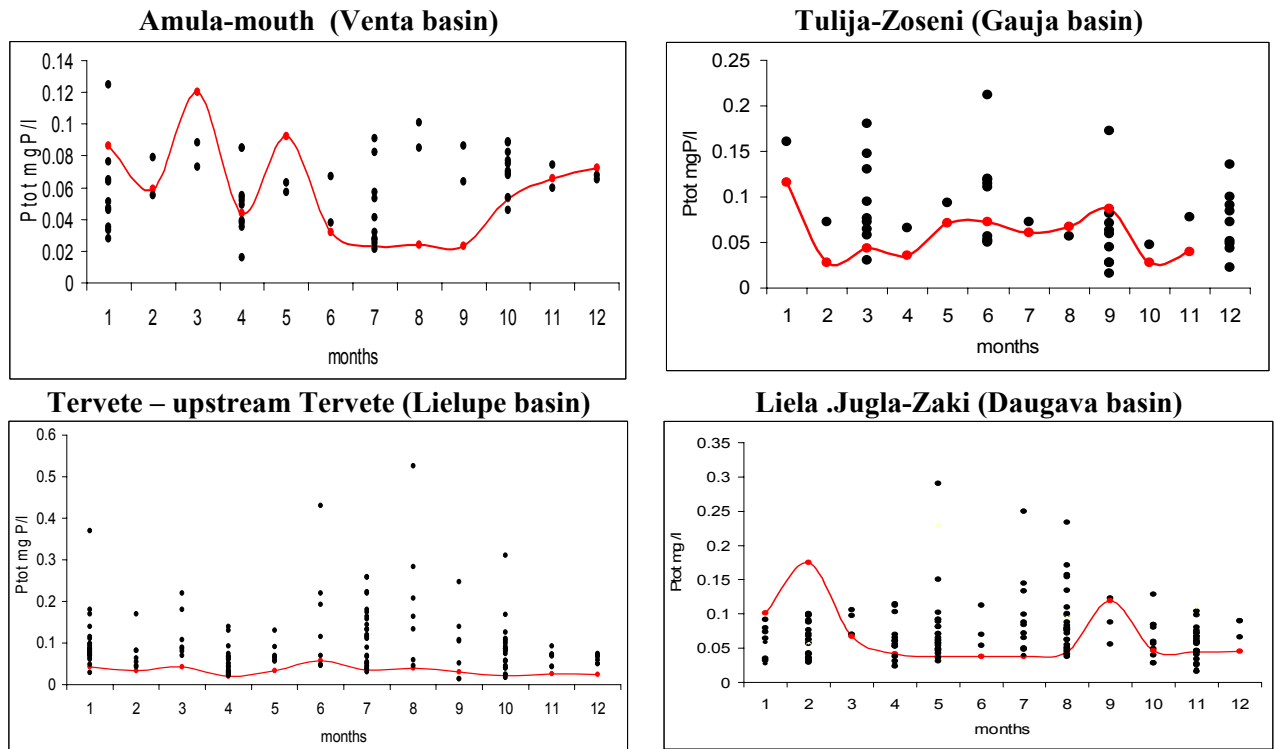 Amula-mouth (Venta basin)
Ptot mgP/l
0.14
0.12
0.1
0.08
0.06
0.04
0.02
0
1 2 3 4 5 6 7 8 9 10 11 12
months
Tulija-Zoseni (Gauja basin)
Ptot mgP/l
0.25
0.2
0.15
0.1
0.05
0
1 2 3 4 5 6 7 8 9 10 11 12
months
Tervete – upstream Tervete (Lielupe basin)
Ptot mg P/l
0.6
0.5
0.4
0.3
0.2
0.1
0
1 2 3 4 5 6 7 8 9 10 11 12
months
Liela .Jugla-Zaki (Daugava basin)
Ptot mg/l
0.35
0.3
0.25
0.2
0.15
0.1
0.05
0
1 2 3 4 5 6 7 8 9 10 11 12
months